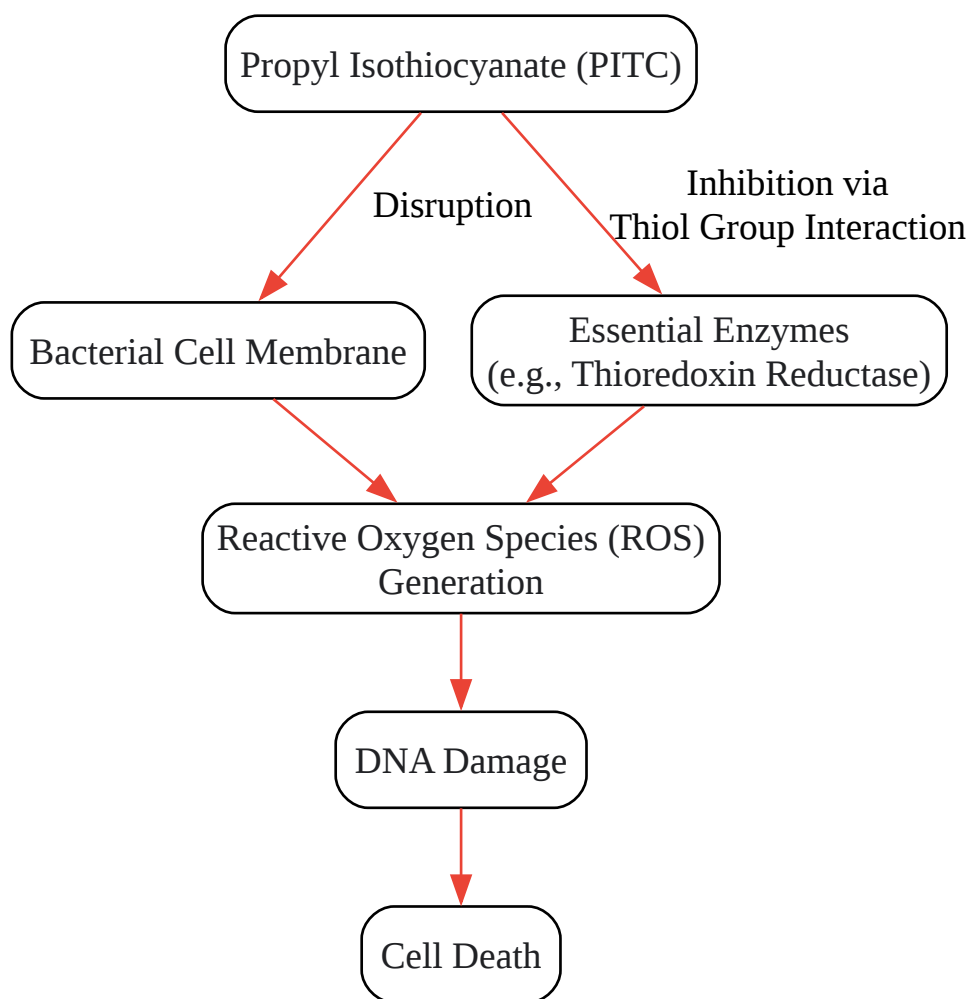 Propyl Isothiocyanate (PITC)
Disruption
Inhibition via
Thiol Group Interaction
Bacterial Cell Membrane
Essential Enzymes
(e.g., Thioredoxin Reductase)
Reactive Oxygen Species (ROS)
Generation
DNA Damage
Cell Death